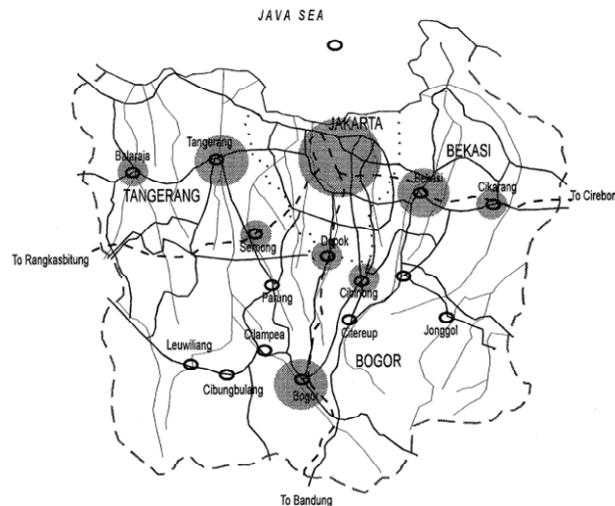 JAVA SEA
JAKARTA
Tangerang
BEKASI
Balaraja
Bekasi
Cikarang
TANGERANG
To Cirebon
Serpong
Depok
To Rangkasbitung
Cibinong
Parung
Citereup
Jonggol
Cilampea
Leuwiliang
BOGOR
Cibungbulang
Bogor
To Bandung